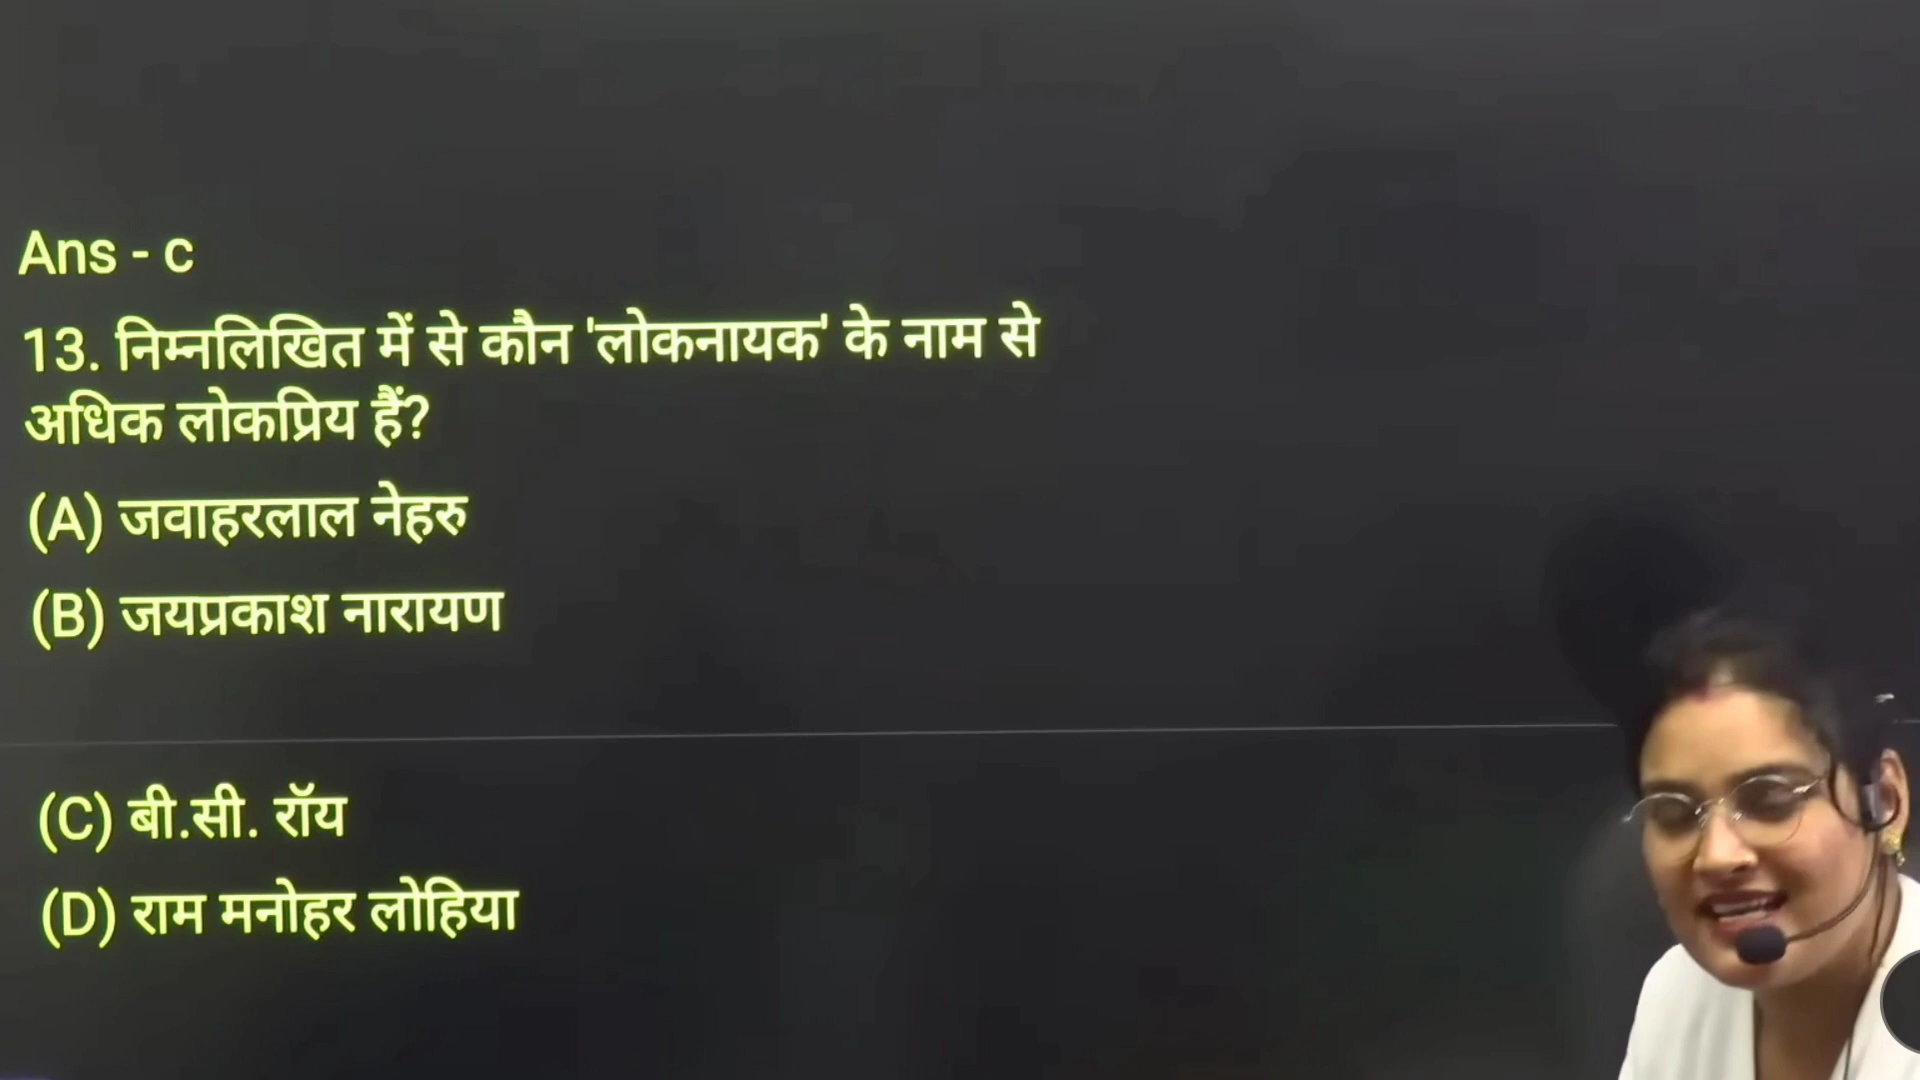 Ans - c
13. निम्नलिखित में से कौन 'लोकनायक' के नाम से
अधिक लोकप्रिय हैं?
(A) जवाहरलाल नेहरु
(B) जयप्रकाश नारायण
(C) बी.सी. रॉय
(D) राम मनोहर लोहिया